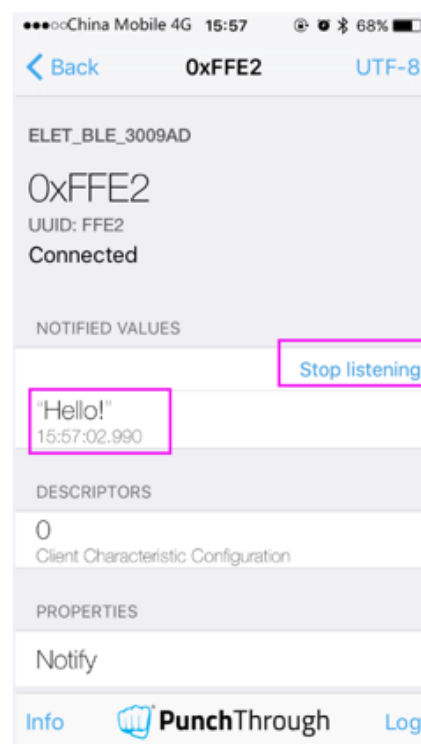 China Mobile 4G 15:57 68%
Back 0xFFE2 UTF-8
ELET_BLE_3009AD
0xFFE2
UUID: FFE2
Connected
NOTIFIED VALUES
Stop listening
"Hello!"
15:57:02.990
DESCRIPTORS
0
Client Characteristic Configuration
PROPERTIES
Notify
Info PunchThrough Log